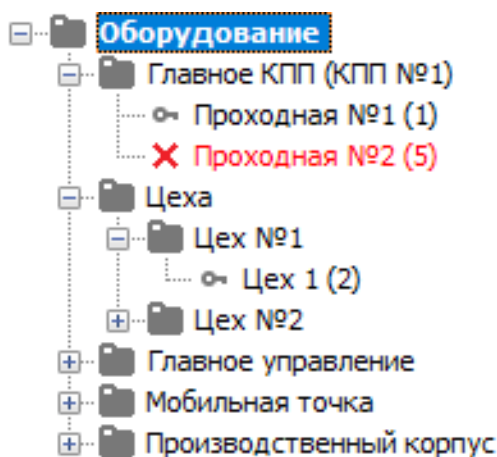 Оборудование
Главное КПП (КПП №1)
Проходная №1 (1)
Проходная №2 (5)
Цеха
Цех №1
Цех 1 (2)
Цех №2
Главное управление
Мобильная точка
Производственный корпус